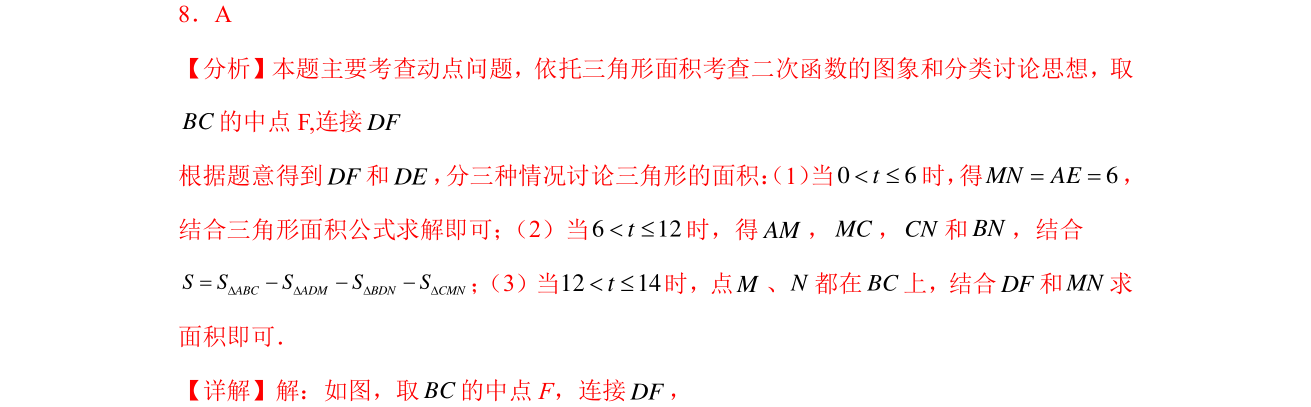 8．A
【分析】本题主要考查动点问题，依托三角形面积考查二次函数的图象和分类讨论思想，取
BC 的中点 F,连接 DF
根据题意得到 DF 和 DE ，分三种情况讨论三角形的面积：（1）当 0 < t ≤ 6 时，得 MN = AE = 6 ，
结合三角形面积公式求解即可；（2）当 6 < t ≤ 12 时，得 AM ， MC ， CN 和 BN ，结合
S = S△ABC − S△ADM − S△BDN − S△CMN ；（3）当 12 < t ≤ 14 时，点 M 、 N 都在 BC 上，结合 DF 和 MN 求
面积即可．
【详解】解：如图，取 BC 的中点 F，连接 DF ，